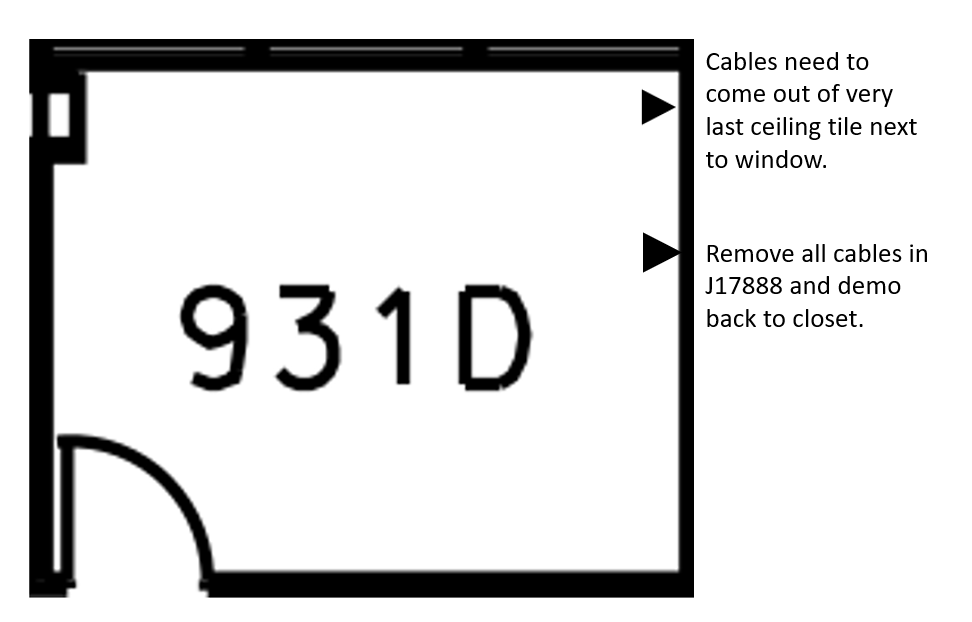 Cables need to
come out of very
last ceiling tile next
to window.
Remove all cables in
J17888 and demo
back to closet.
931D